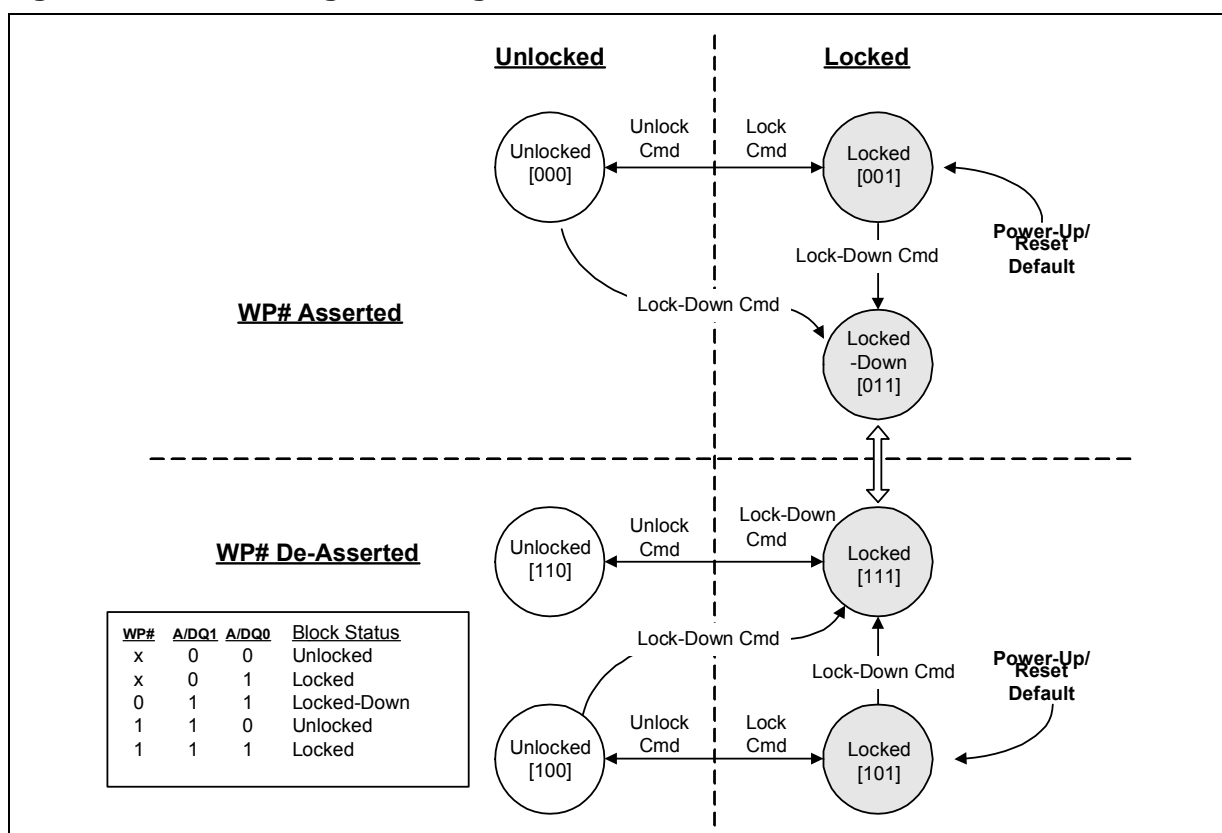 Unlocked
Locked
Unlocked
[000]
Unlock
Cmd
Lock
Cmd
Locked
[001]
Power-Up/
Reset
Default
Lock-Down Cmd
WP# Asserted
Lock-Down Cmd
Locked
-Down
[011]
WP# De-Asserted
Unlocked
[110]
Unlock
Cmd
Lock-Down
Cmd
Locked
[111]
WP# A/DQ1 A/DQ0 Block Status
x 0 0 Unlocked
x 0 1 Locked
0 1 1 Locked-Down
1 1 0 Unlocked
1 1 1 Locked
Lock-Down Cmd
Lock-Down Cmd
Power-Up/
Reset
Default
Unlocked
[100]
Unlock
Cmd
Lock
Cmd
Locked
[101]